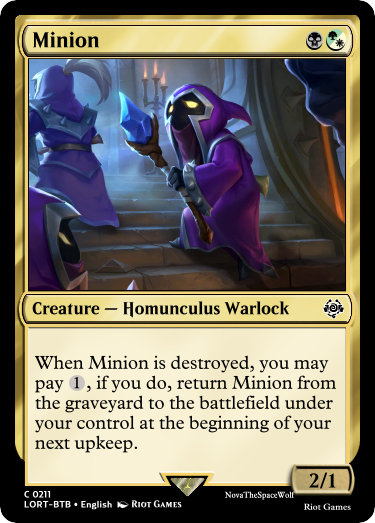 Minion
Creature — Homunculus Warlock
When Minion is destroyed, you may
pay 1, if you do, return Minion from
the graveyard to the battlefield under
your control at the beginning of your
next upkeep.
2/1
C 0211
LORT-BTB • English Riot Games
NovaTheSpaceWolf
Riot Games